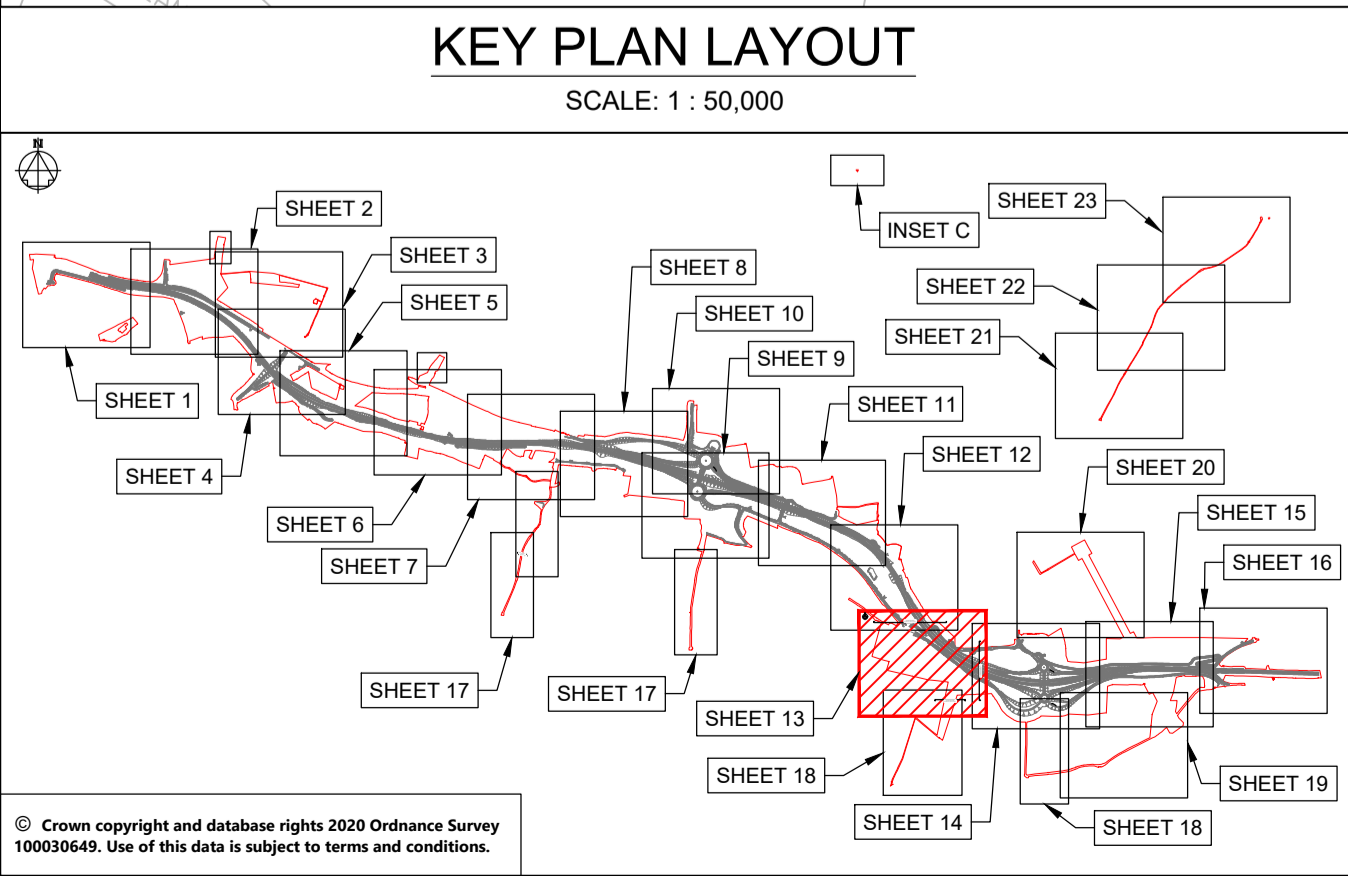 KEY PLAN LAYOUT
SCALE: 1 : 50,000
N
SHEET 2
SHEET 23
INSET C
SHEET 3
SHEET 8
SHEET 22
SHEET 5
SHEET 10
SHEET 21
SHEET 9
SHEET 1
SHEET 11
SHEET 12
SHEET 20
SHEET 4
SHEET 15
SHEET 6
SHEET 16
SHEET 7
SHEET 17
SHEET 17
SHEET 13
SHEET 18
SHEET 19
SHEET 14
SHEET 18
© Crown copyright and database rights 2020 Ordnance Survey
100030649. Use of this data is subject to terms and conditions.